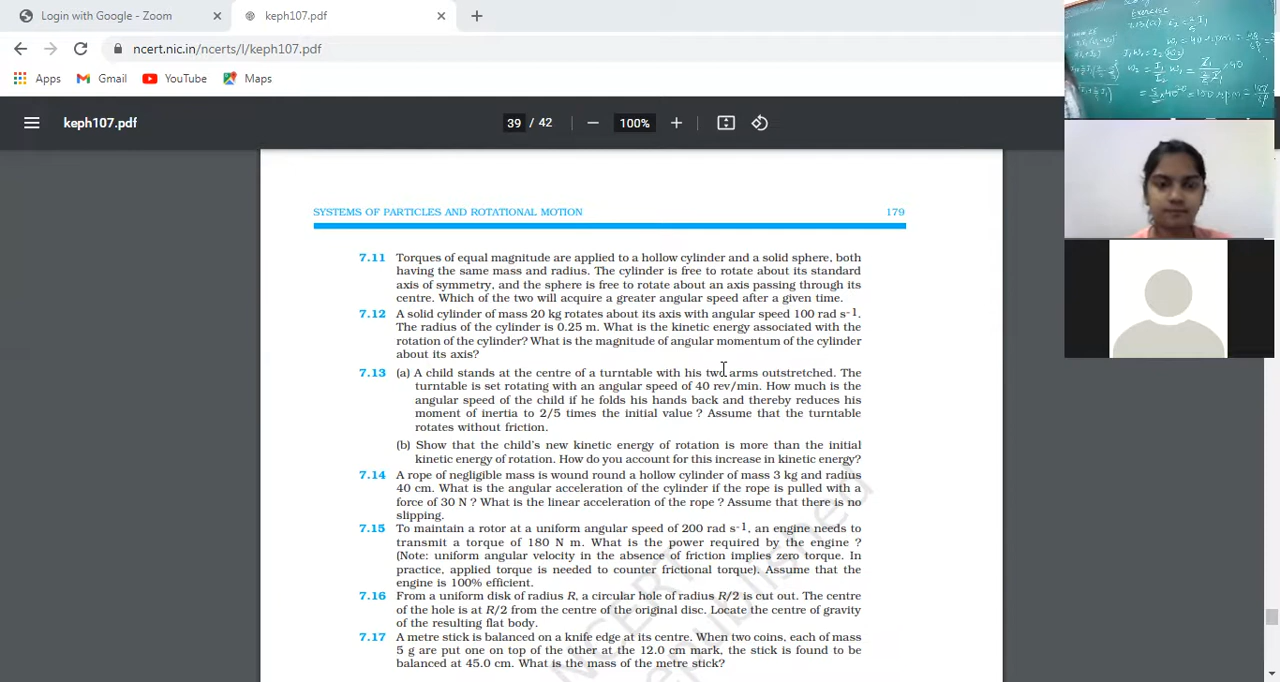 Login with Google - Zoom
keph107.pdf
ncert.nic.in/ncerts/l/keph107.pdf
Apps
Gmail
YouTube
Maps
keph107.pdf
39 / 42
100%
SYSTEMS OF PARTICLES AND ROTATIONAL MOTION 179
7.11 Torques of equal magnitude are applied to a hollow cylinder and a solid sphere, both
having the same mass and radius. The cylinder is free to rotate about its standard
axis of symmetry, and the sphere is free to rotate about an axis passing through its
centre. Which of the two will acquire a greater angular speed after a given time.
7.12 A solid cylinder of mass 20 kg rotates about its axis with angular speed 100 rad s-1.
The radius of the cylinder is 0.25 m. What is the kinetic energy associated with the
rotation of the cylinder? What is the magnitude of angular momentum of the cylinder
about its axis?
7.13 (a) A child stands at the centre of a turntable with his two arms outstretched. The
turntable is set rotating with an angular speed of 40 rev/min. How much is the
angular speed of the child if he folds his hands back and thereby reduces his
moment of inertia to 2/5 times the initial value ? Assume that the turntable
rotates without friction.
(b) Show that the child's new kinetic energy of rotation is more than the initial
kinetic energy of rotation. How do you account for this increase in kinetic energy?
7.14 A rope of negligible mass is wound round a hollow cylinder of mass 3 kg and radius
40 cm. What is the angular acceleration of the cylinder if the rope is pulled with a
force of 30 N ? What is the linear acceleration of the rope ? Assume that there is no
slipping.
7.15 To maintain a rotor at a uniform angular speed of 200 rad s-1, an engine needs to
transmit a torque of 180 N m. What is the power required by the engine ?
(Note: uniform angular velocity in the absence of friction implies zero torque. In
practice, applied torque is needed to counter frictional torque). Assume that the
engine is 100% efficient.
7.16 From a uniform disk of radius R, a circular hole of radius R/2 is cut out. The centre
of the hole is at R/2 from the centre of the original disc. Locate the centre of gravity
of the resulting flat body.
7.17 A metre stick is balanced on a knife edge at its centre. When two coins, each of mass
5 g are put one on top of the other at the 12.0 cm mark, the stick is found to be
balanced at 45.0 cm. What is the mass of the metre stick?
NCERT
republished
Exercise